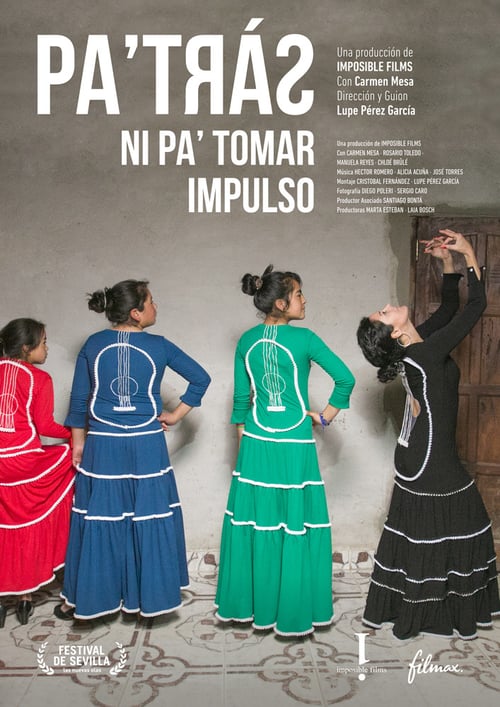 PA'TRÁS
NI PA' TOMAR
IMPULSO
Una producción de
IMPOSIBLE FILMS
Con Carmen Mesa
Dirección y Guion
Lupe Pérez García
Una producción de IMPOSIBLE FILMS
Con CARMEN MESA · ROSARIO TOLEDO ·
MANUELA REYES · CHLOÉ BRÛLÉ
Música HECTOR ROMERO · ALICIA ACUÑA · JOSÉ TORRES
Montaje CRISTOBAL FERNÁNDEZ · LUPE PÉREZ GARCÍA
Fotografía DIEGO POLERI · SERGIO CARO
Productor Asociado SANTIAGO BONTÁ
Productoras MARTA ESTEBAN · LAIA BOSCH
FESTIVAL
DE SEVILLA
las nuevas olas
imposible films
filmax.